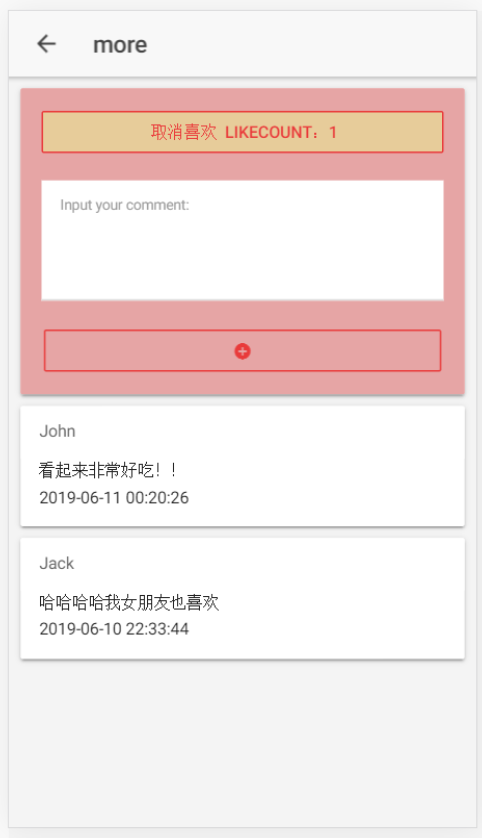 more
取消喜欢 LIKECOUNT：1
Input your comment:
John
看起来非常好吃！！
2019-06-11 00:20:26
Jack
哈哈哈哈我女朋友也喜欢
2019-06-10 22:33:44